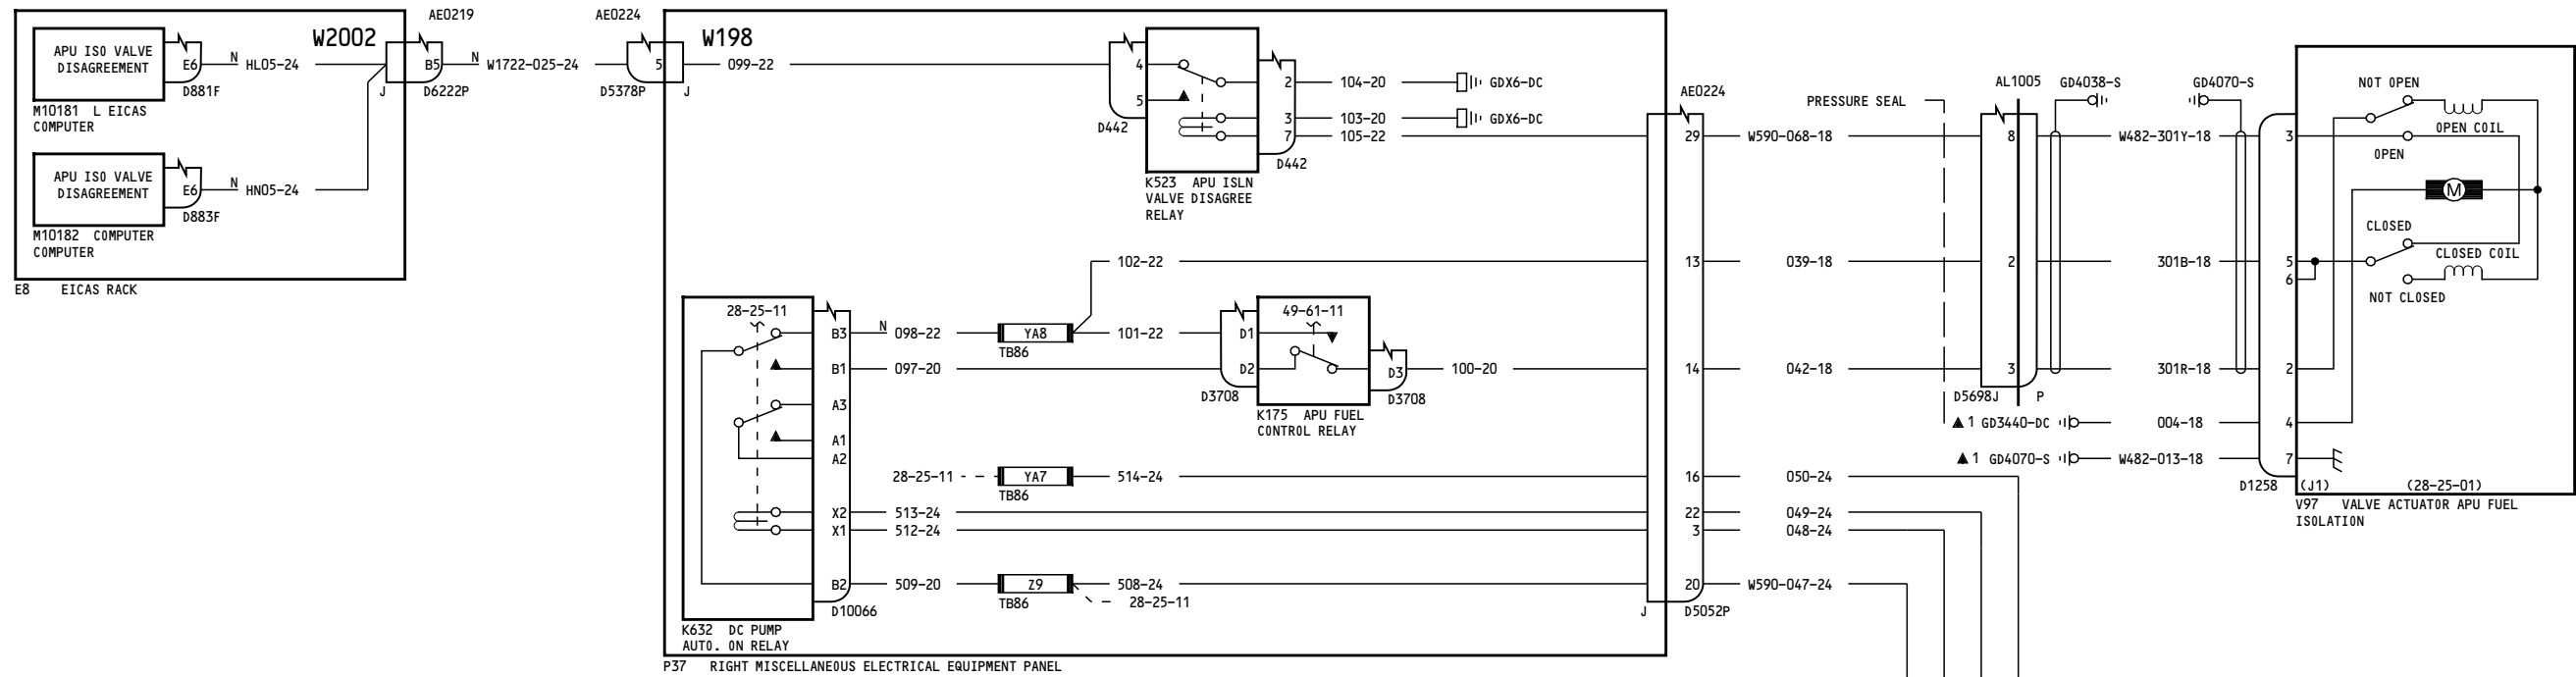 APU ISO VALVE
DISAGREEMENT
E6
D881F
M10181 L EICAS
COMPUTER
N HL05-24
W2002
AE0219
B5
J
D6222P
N W1722-025-24
APU ISO VALVE
DISAGREEMENT
E6
D883F
M10182 COMPUTER
COMPUTER
N HN05-24
E8 EICAS RACK
AE0224
5
D5378P
J
W198
099-22
4
5
D442
2
3
7
D442
K523 APU ISLN
VALVE DISAGREE
RELAY
104-20
GDX6-DC
103-20
GDX6-DC
105-22
102-22
28-25-11
B3
B1
A3
A1
A2
X2
X1
B2
D10066
K632 DC PUMP
AUTO. ON RELAY
N 098-22
YA8
TB86
101-22
097-20
D1
D2
D3708
49-61-11
D3
D3708
K175 APU FUEL
CONTROL RELAY
100-20
28-25-11
YA7
TB86
514-24
513-24
512-24
509-20
Z9
TB86
508-24
28-25-11
P37 RIGHT MISCELLANEOUS ELECTRICAL EQUIPMENT PANEL
AE0224
29
13
14
16
22
3
20
J
D5052P
W590-068-18
039-18
042-18
050-24
049-24
048-24
W590-047-24
PRESSURE SEAL
AL1005
8
2
3
D5698J
P
GD4038-S
GD4070-S
W482-301Y-18
301B-18
301R-18
▲1 GD3440-DC
004-18
▲1 GD4070-S
W482-013-18
3
5
6
2
4
7
D1258
(J1)
(28-25-01)
NOT OPEN
OPEN COIL
OPEN
M
CLOSED
CLOSED COIL
NOT CLOSED
V97 VALVE ACTUATOR APU FUEL
ISOLATION